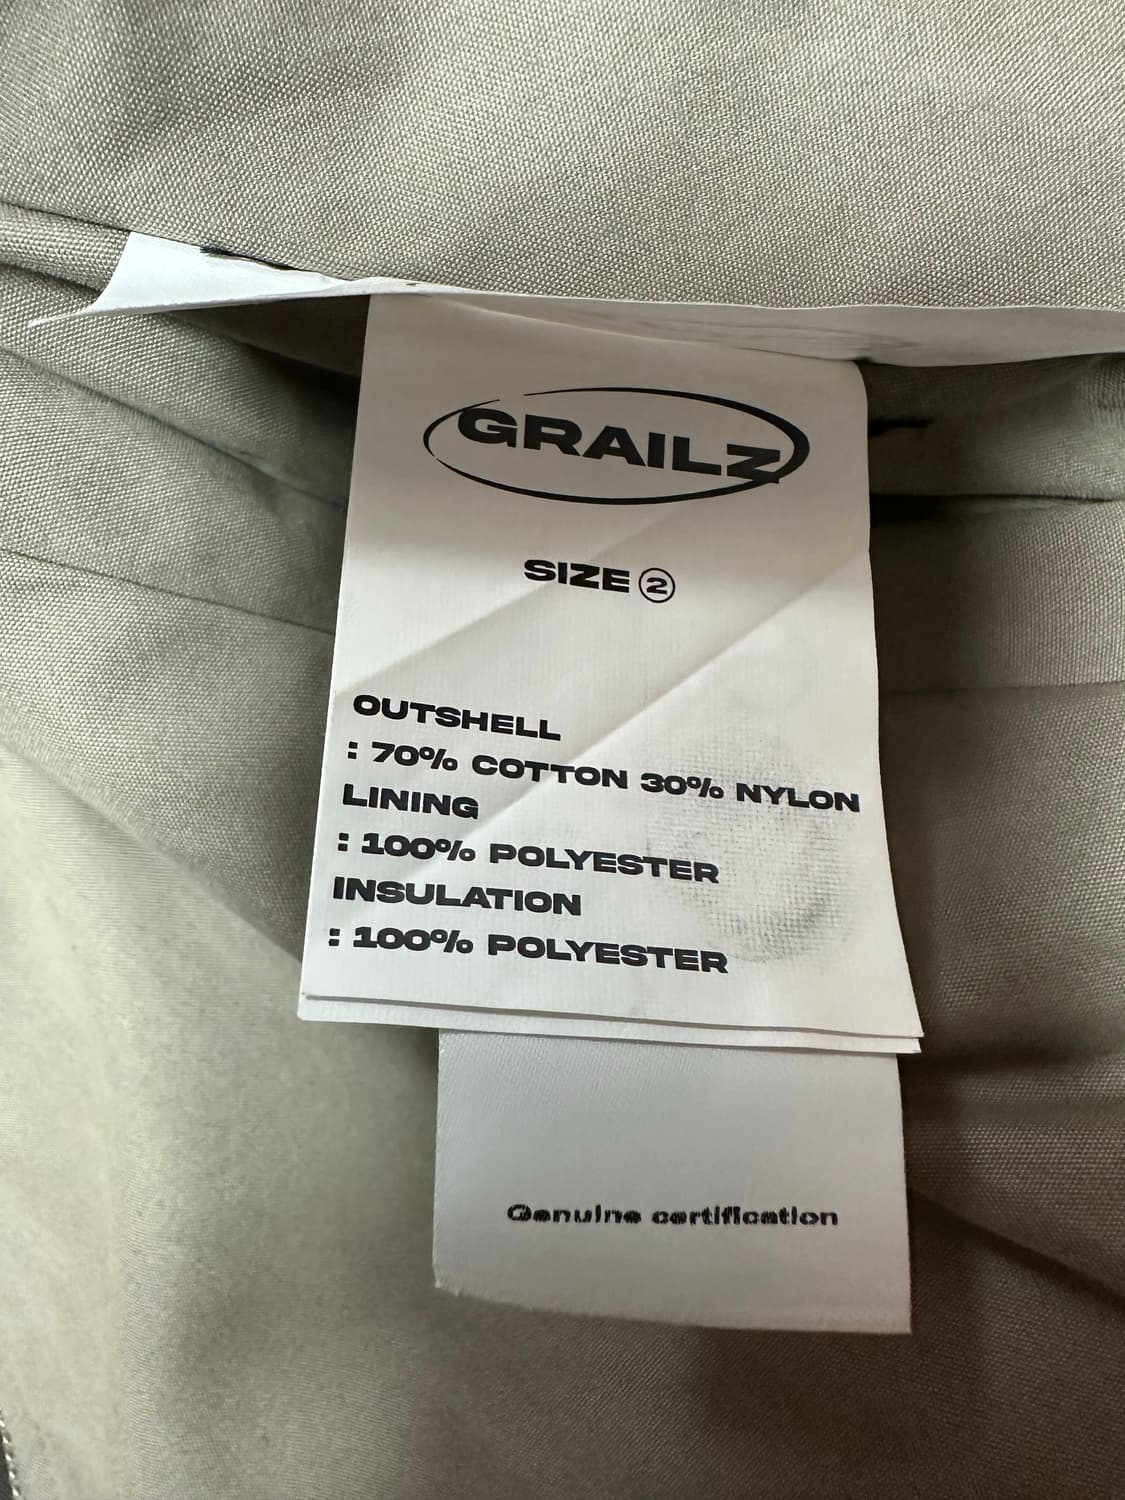 GRAILZ
SIZE 2
OUTSHELL
: 70% COTTON 30% NYLON
LINING
: 100% POLYESTER
INSULATION
: 100% POLYESTER
Genuine certification